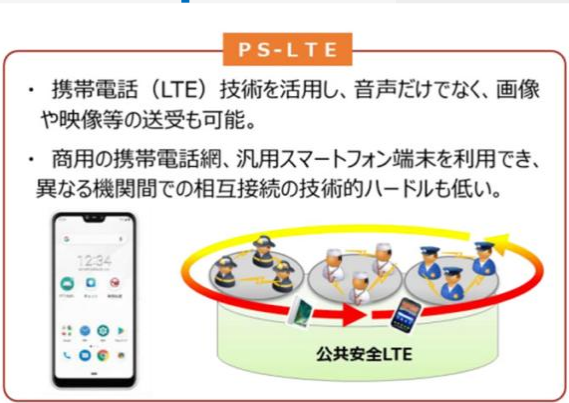 PS-LTE
・ 携帯電話（LTE）技術を活用し、音声だけでなく、画像
や映像等の送受も可能。
・ 商用の携帯電話網、汎用スマートフォン端末を利用でき、
異なる機関間での相互接続の技術的ハードルも低い。
12:34
公共安全LTE